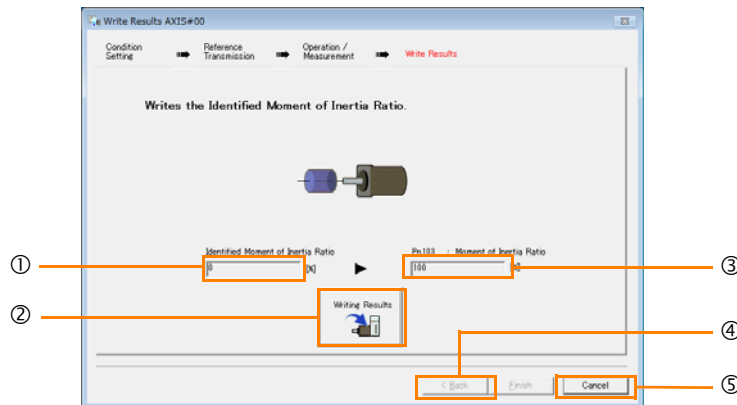 Write Results AXIS#00
Condition Setting
Reference Transmission
Operation / Measurement
Write Results
Writes the Identified Moment of Inertia Ratio.
Identified Moment of Inertia Ratio
Pn103 : Moment of Inertia Ratio
① 0 [%]
100 ③
② Writing Results
④
< Back
Finish
Cancel
⑤